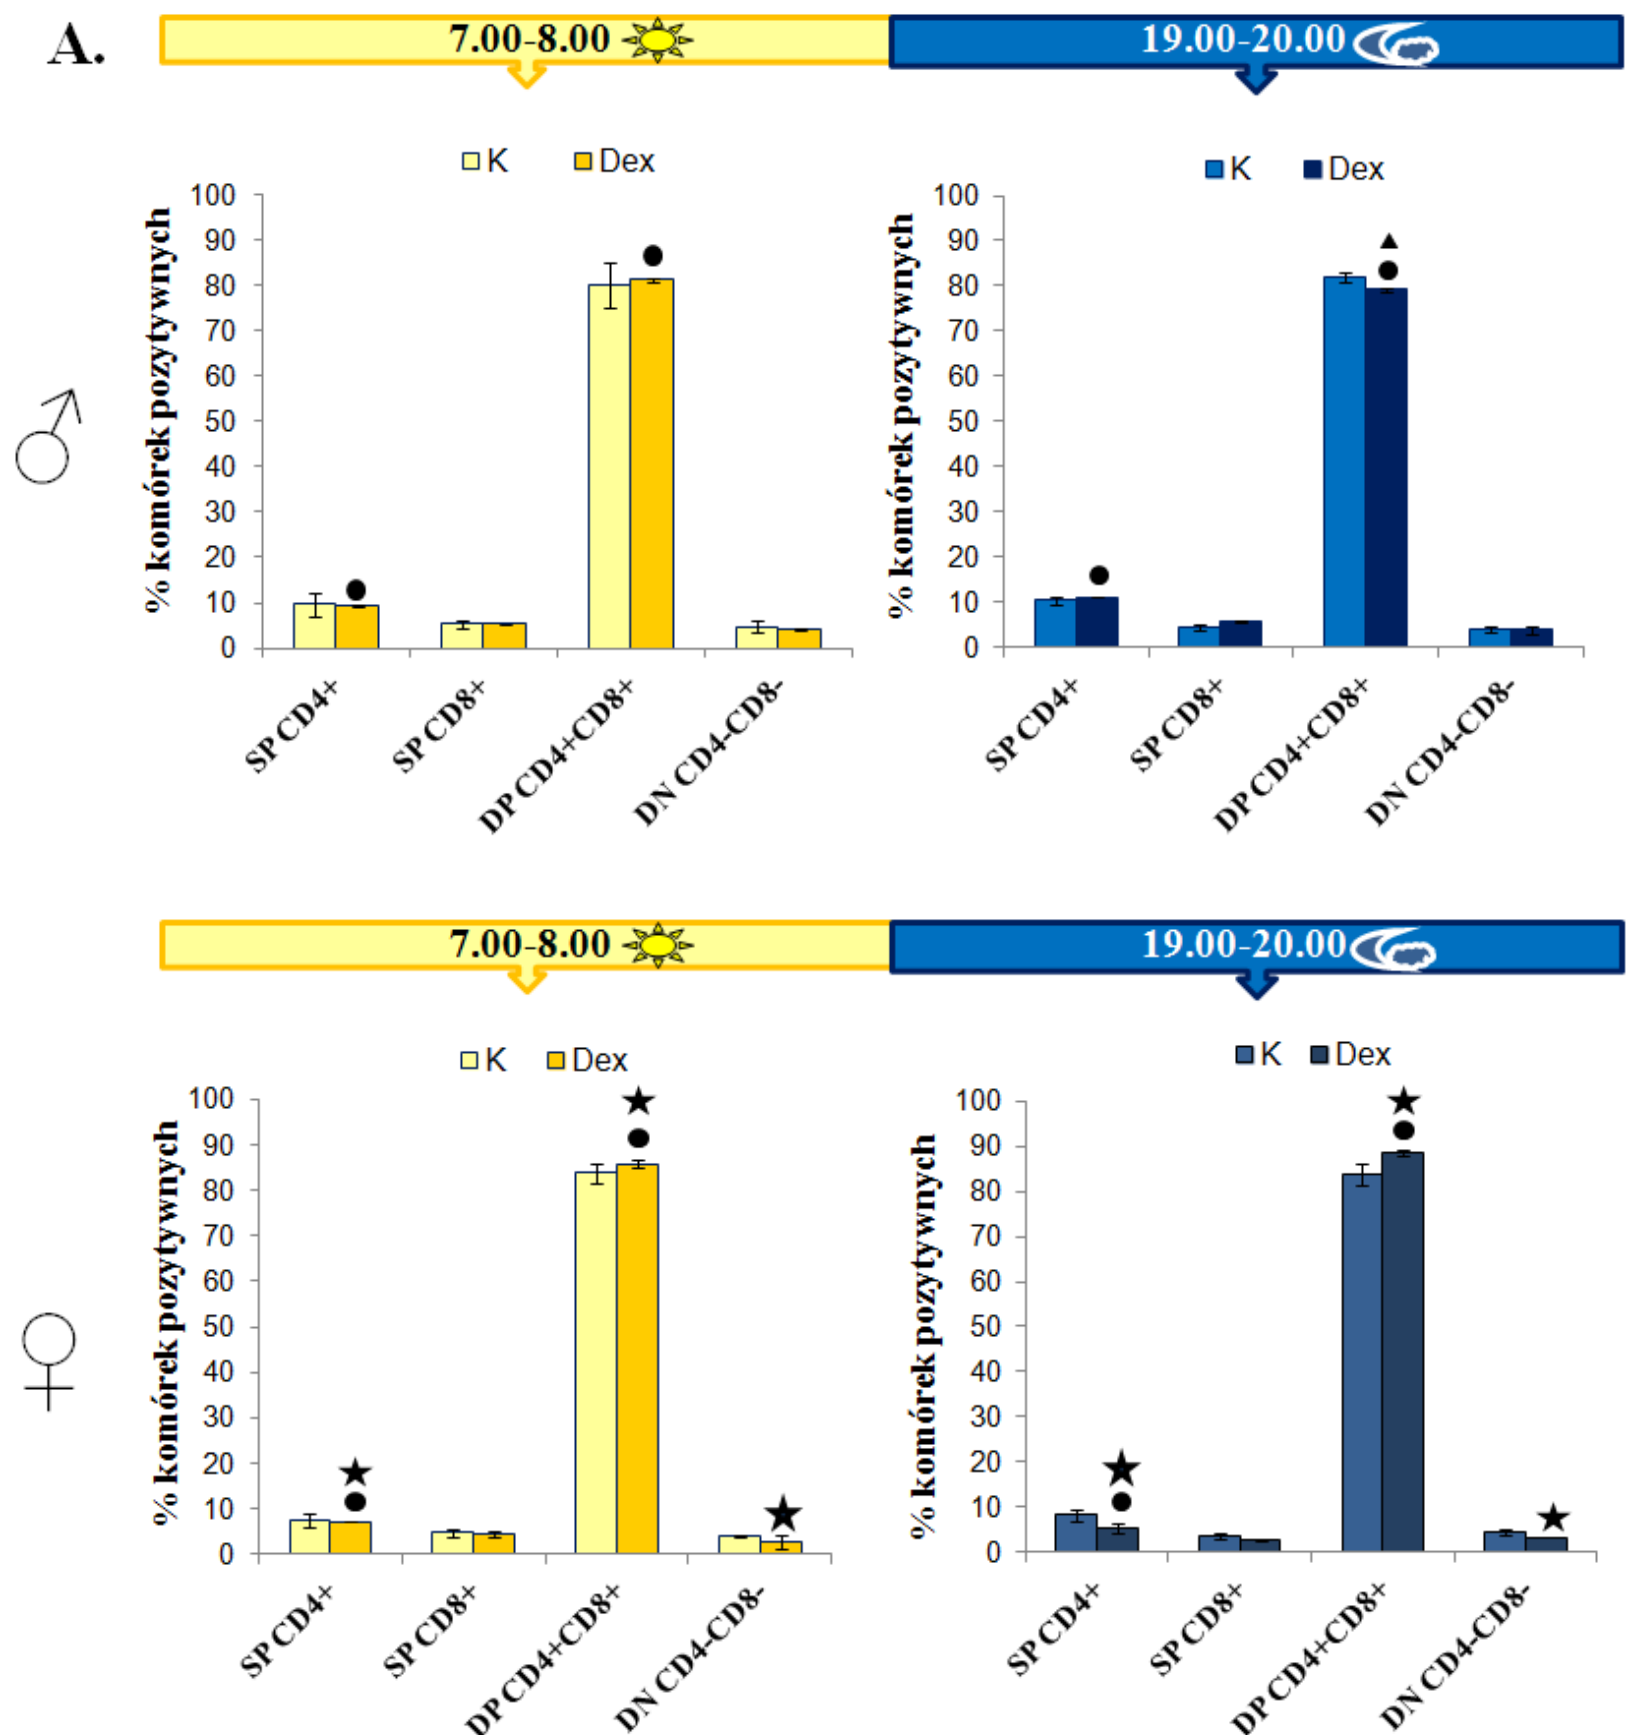 A.
7.00-8.00
19.00-20.00
K Dex
% komórek pozytywnych
100
90
80
70
60
50
40
30
20
10
0
SP CD4+
SP CD8+
DP CD4+CD8+
DN CD4-CD8-
K Dex
% komórek pozytywnych
100
90
80
70
60
50
40
30
20
10
0
SP CD4+
SP CD8+
DP CD4+CD8+
DN CD4-CD8-
7.00-8.00
19.00-20.00
K Dex
% komórek pozytywnych
100
90
80
70
60
50
40
30
20
10
0
SP CD4+
SP CD8+
DP CD4+CD8+
DN CD4-CD8-
K Dex
% komórek pozytywnych
100
90
80
70
60
50
40
30
20
10
0
SP CD4+
SP CD8+
DP CD4+CD8+
DN CD4-CD8-